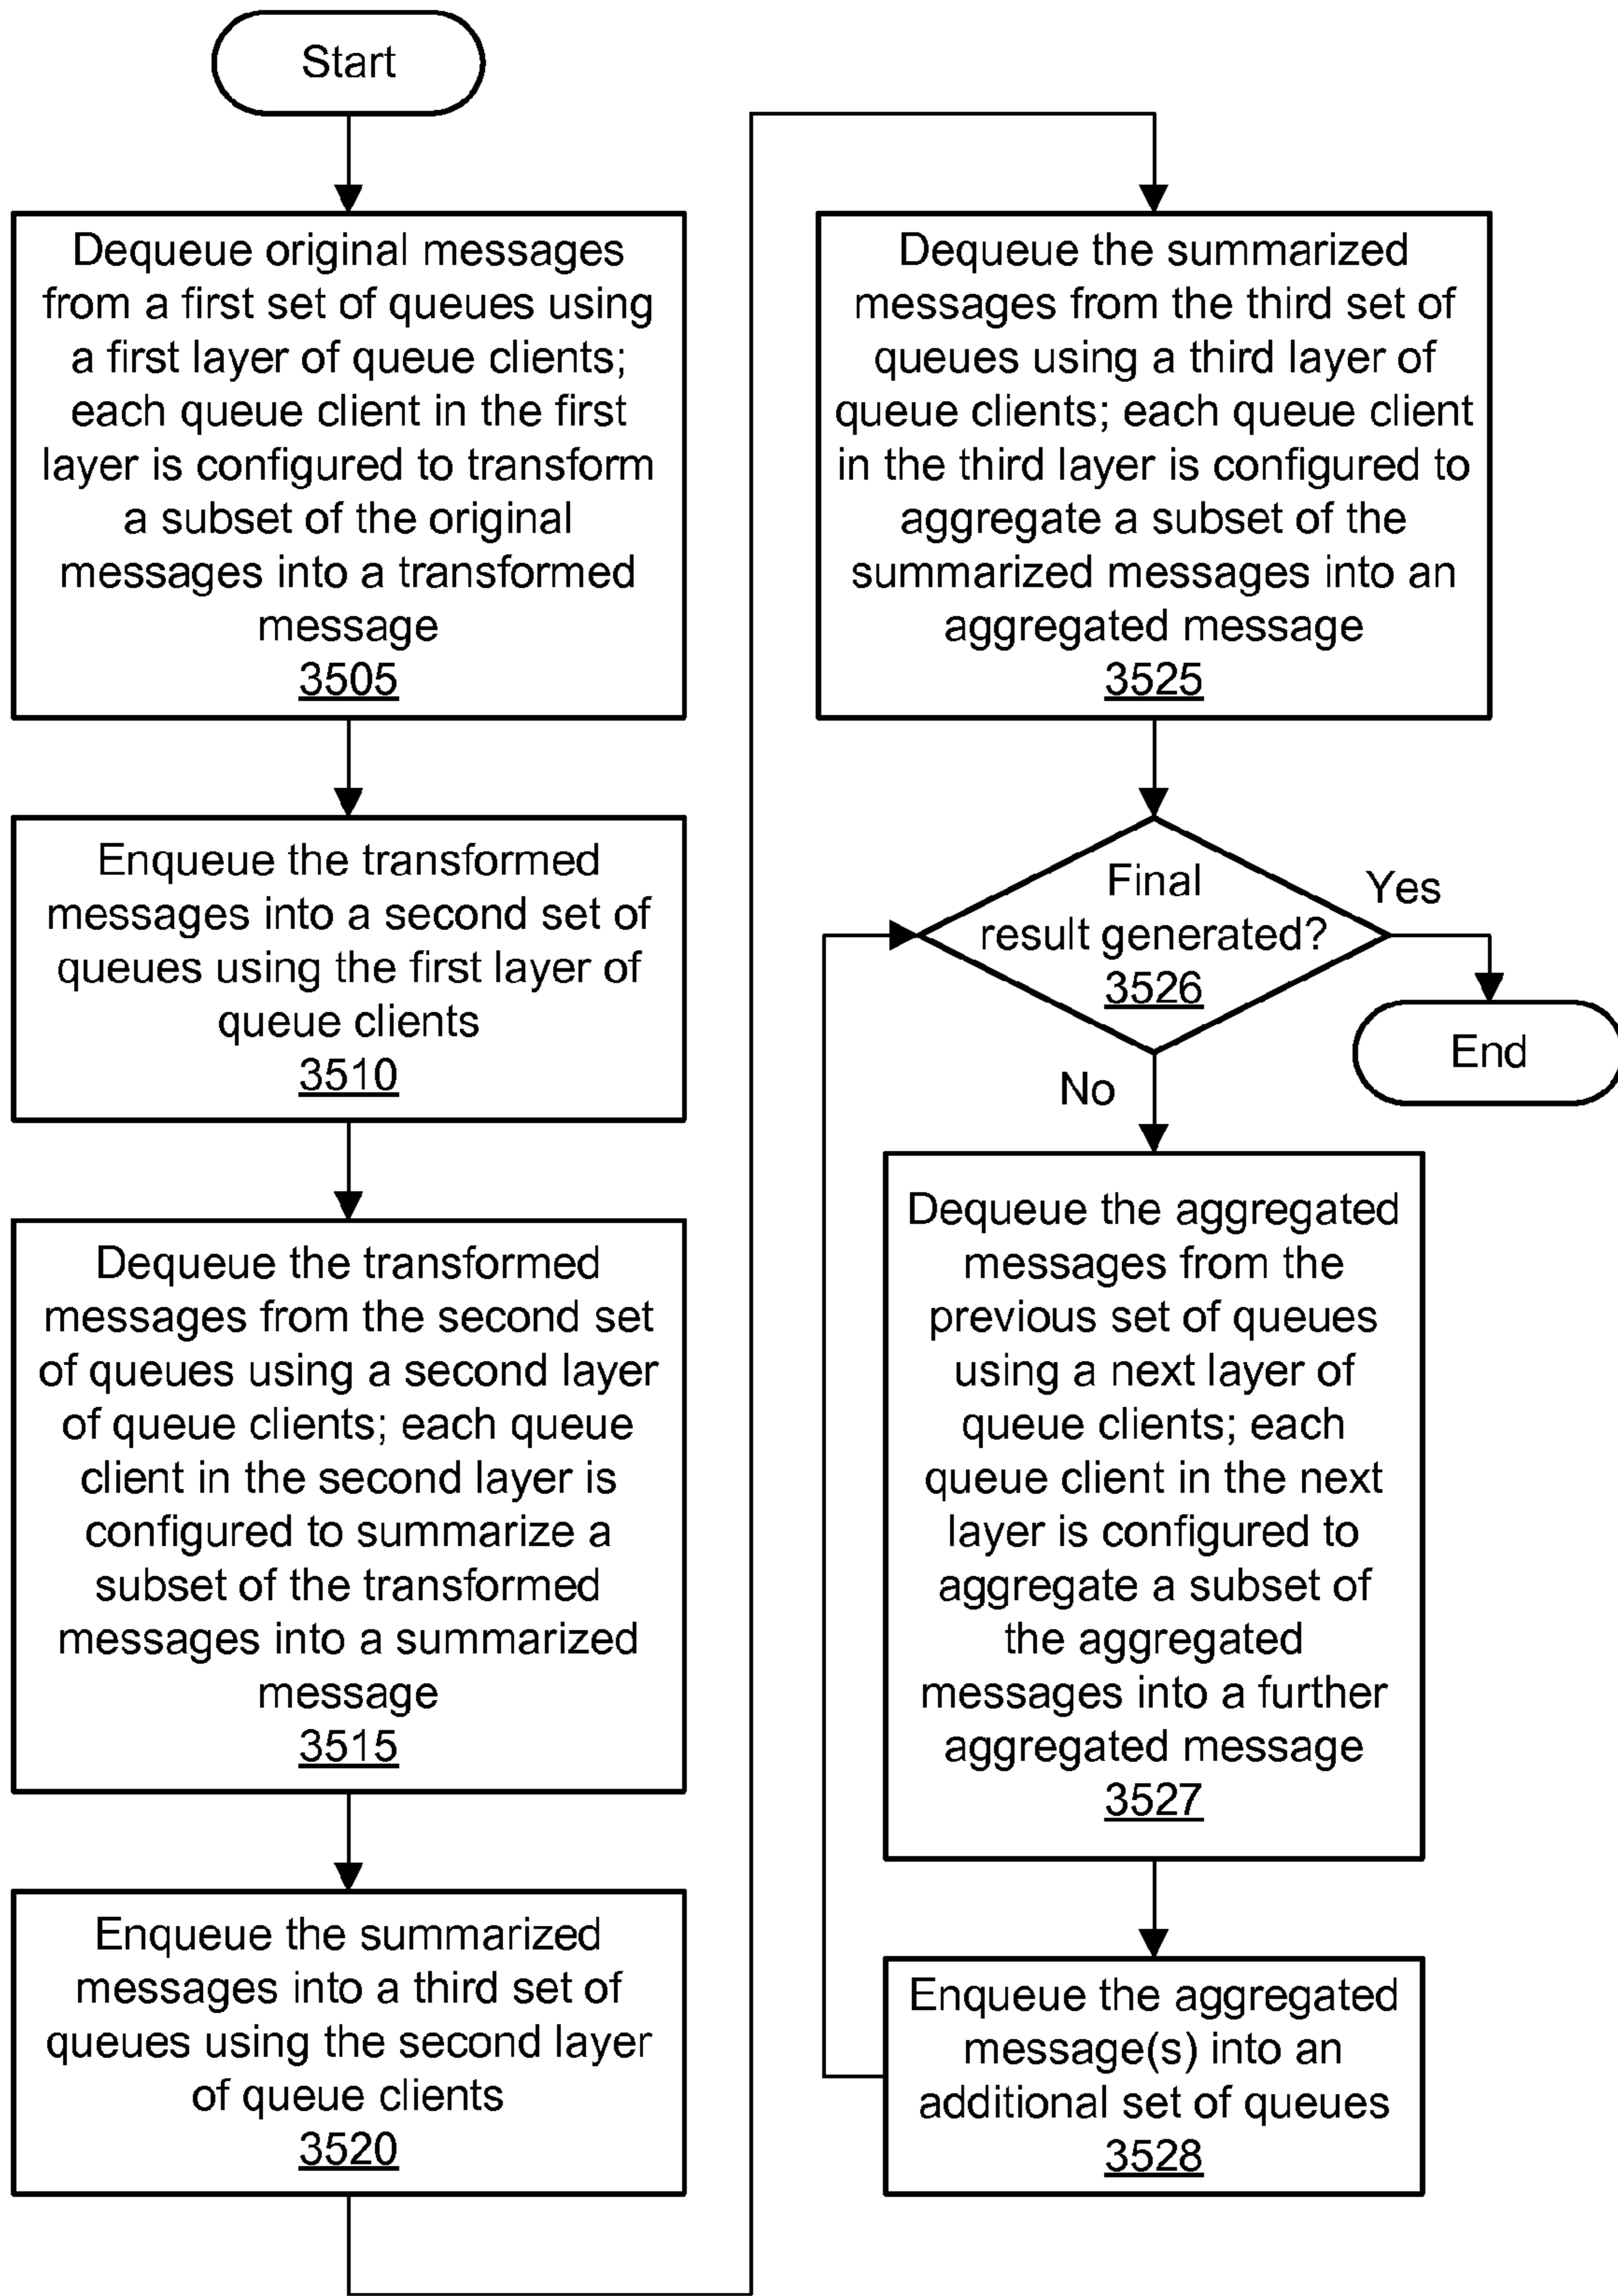 Start
Dequeue original messages
from a first set of queues using
a first layer of queue clients;
each queue client in the first
layer is configured to transform
a subset of the original
messages into a transformed
message
3505
Enqueue the transformed
messages into a second set of
queues using the first layer of
queue clients
3510
Dequeue the transformed
messages from the second set
of queues using a second layer
of queue clients; each queue
client in the second layer is
configured to summarize a
subset of the transformed
messages into a summarized
message
3515
Enqueue the summarized
messages into a third set of
queues using the second layer
of queue clients
3520
Dequeue the summarized
messages from the third set of
queues using a third layer of
queue clients; each queue client
in the third layer is configured to
aggregate a subset of the
summarized messages into an
aggregated message
3525
Final
result generated?
3526
Yes
End
No
Dequeue the aggregated
messages from the
previous set of queues
using a next layer of
queue clients; each
queue client in the next
layer is configured to
aggregate a subset of
the aggregated
messages into a further
aggregated message
3527
Enqueue the aggregated
message(s) into an
additional set of queues
3528